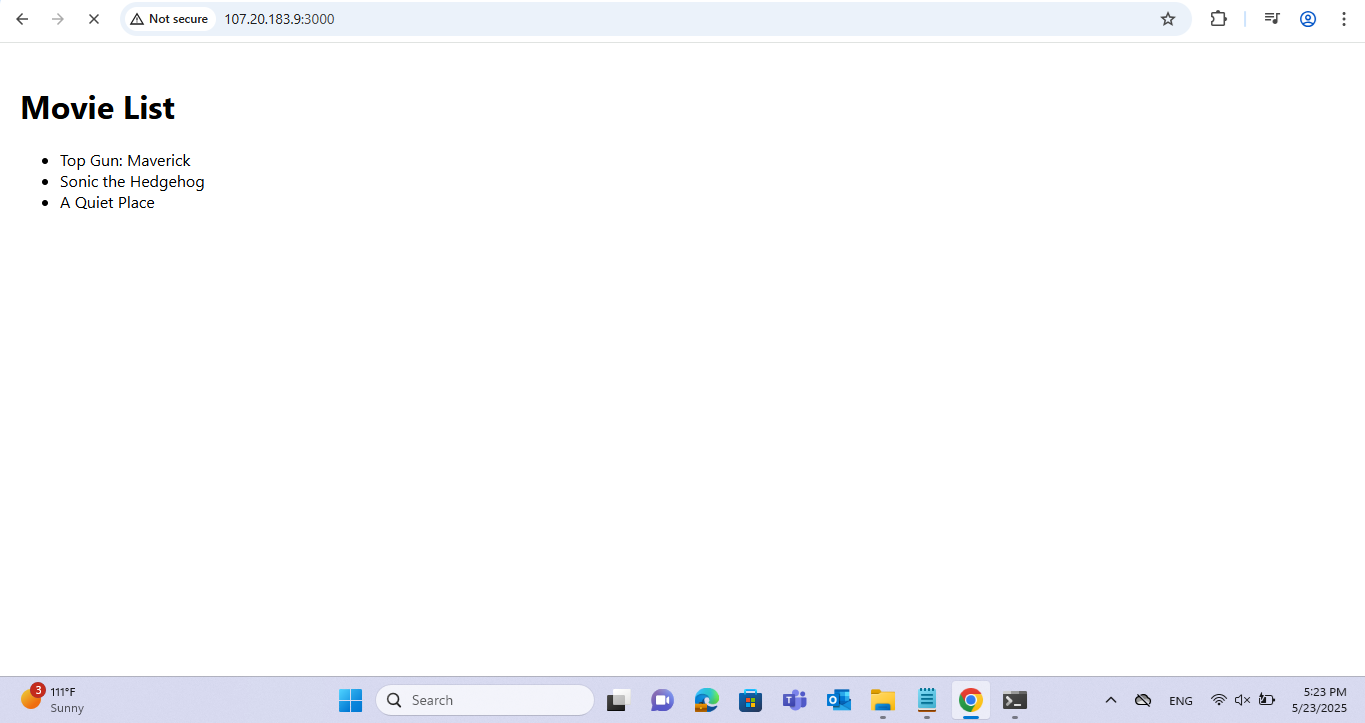 Not secure 107.20.183.9:3000
Movie List
Top Gun: Maverick
Sonic the Hedgehog
A Quiet Place
3
111°F
Sunny
Search
ENG
5:23 PM
5/23/2025